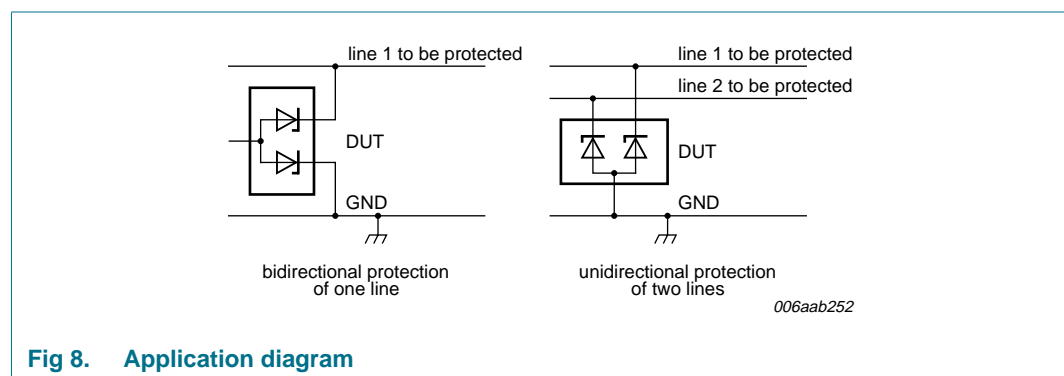 line 1 to be protected
DUT
GND
bidirectional protection
of one line
line 1 to be protected
line 2 to be protected
DUT
GND
unidirectional protection
of two lines
006aab252
Fig 8. Application diagram